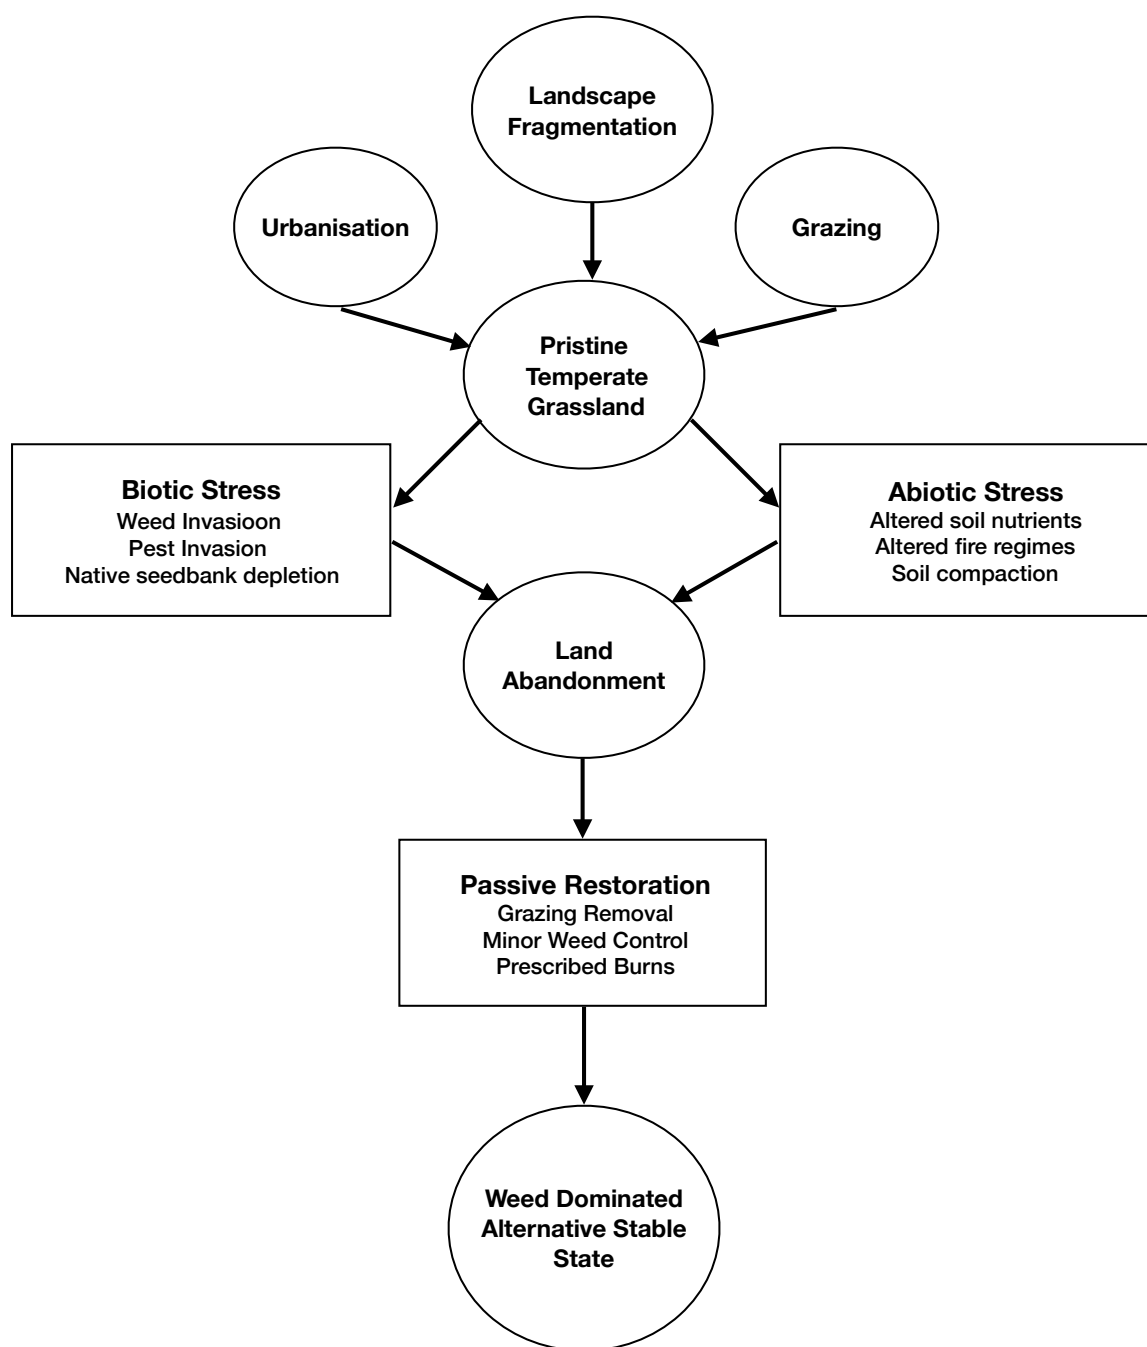 Landscape
Fragmentation
Urbanisation
Grazing
Pristine
Temperate
Grassland
Biotic Stress
Weed Invasioon
Pest Invasion
Native seedbank depletion
Abiotic Stress
Altered soil nutrients
Altered fire regimes
Soil compaction
Land
Abandonment
Passive Restoration
Grazing Removal
Minor Weed Control
Prescribed Burns
Weed Dominated
Alternative Stable
State